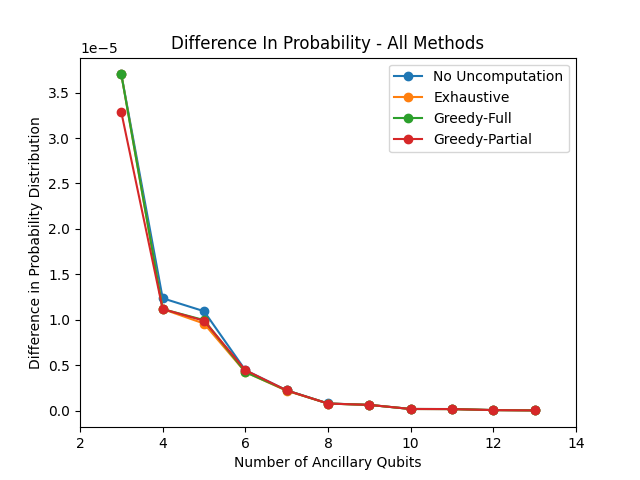 Difference In Probability - All Methods
1e−5
Difference in Probability Distribution
3.5
3.0
2.5
2.0
1.5
1.0
0.5
0.0
No Uncomputation
Exhaustive
Greedy-Full
Greedy-Partial
2 4 6 8 10 12 14
Number of Ancillary Qubits